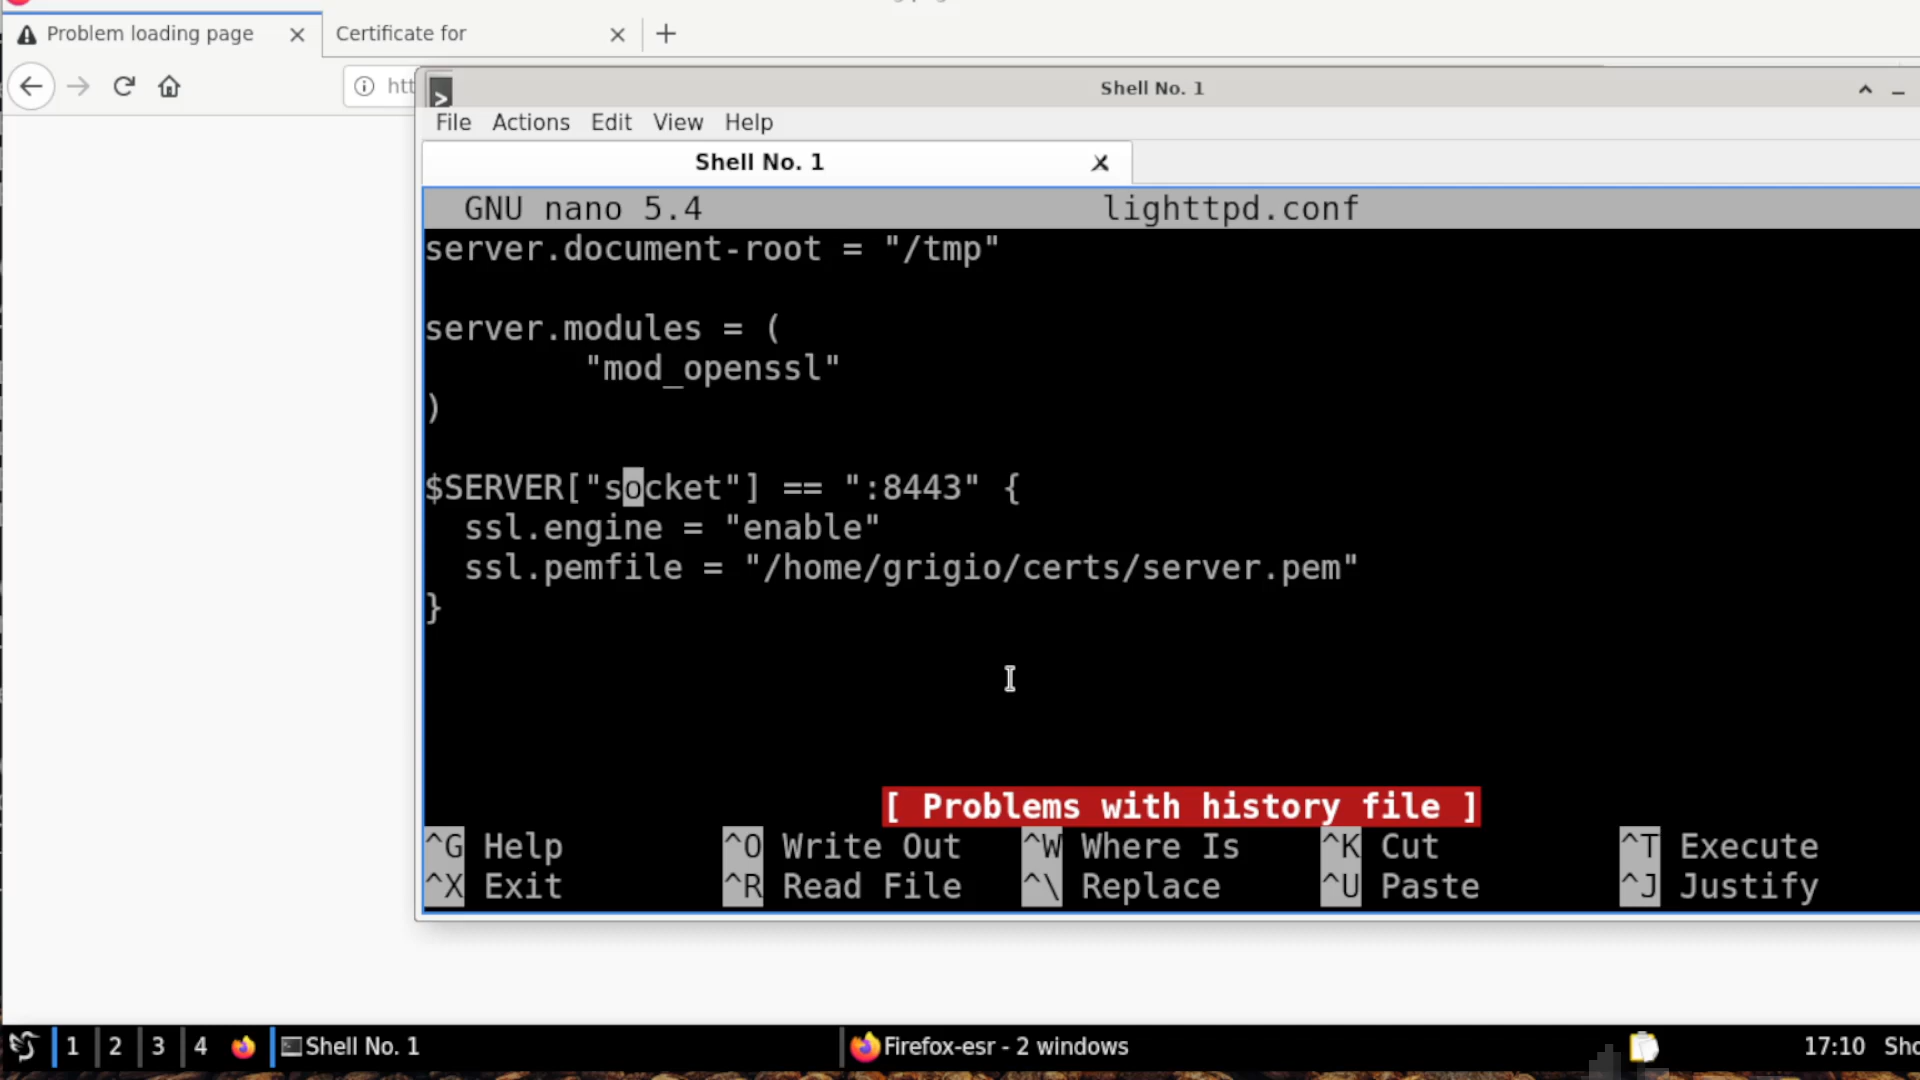 Problem loading page
Certificate for
Shell No. 1
File Actions Edit View Help
Shell No. 1
GNU nano 5.4 lighttpd.conf
server.document-root = "/tmp"
server.modules = (
"mod_openssl"
)
$SERVER["socket"] == ":8443" {
ssl.engine = "enable"
ssl.pemfile = "/home/grigio/certs/server.pem"
}
[ Problems with history file ]
^G Help ^O Write Out ^W Where Is ^K Cut ^T Execute
^X Exit ^R Read File ^\ Replace ^U Paste ^J Justify
1 2 3 4 Shell No. 1 Firefox-esr - 2 windows 17:10